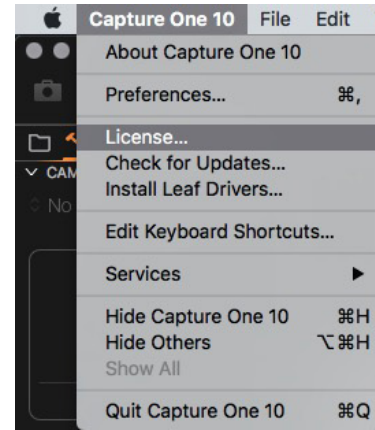 Capture One 10 File Edit
About Capture One 10
Preferences... ⌘,
License...
CAM
Check for Updates...
Install Leaf Drivers...
No
Edit Keyboard Shortcuts...
Services
Hide Capture One 10 ⌘H
Hide Others ⌥⌘H
Show All
Quit Capture One 10 ⌘Q